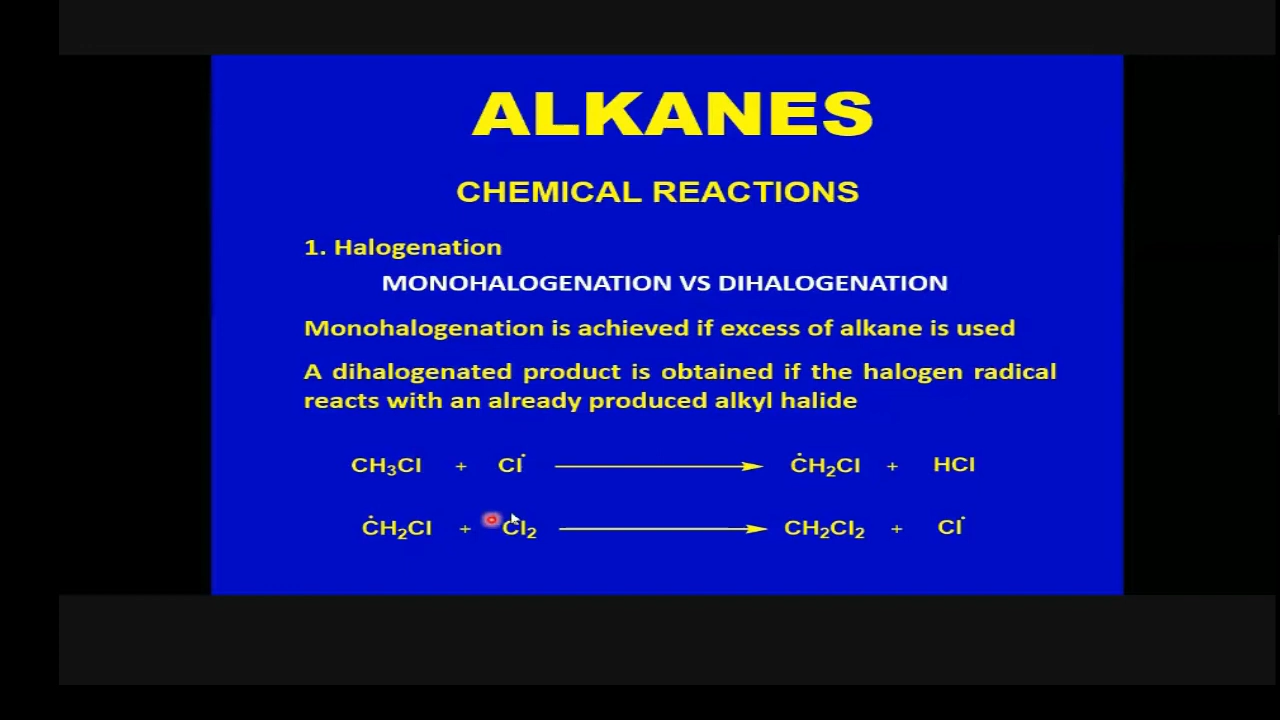 ALKANES
CHEMICAL REACTIONS
1. Halogenation
MONOHALOGENATION VS DIHALOGENATION
Monohalogenation is achieved if excess of alkane is used
A dihalogenated product is obtained if the halogen radical
reacts with an already produced alkyl halide
CH₃Cl + Cl˙ ⟶ ĊH₂Cl + HCl
ĊH₂Cl + Cl₂ ⟶ CH₂Cl₂ + Cl˙